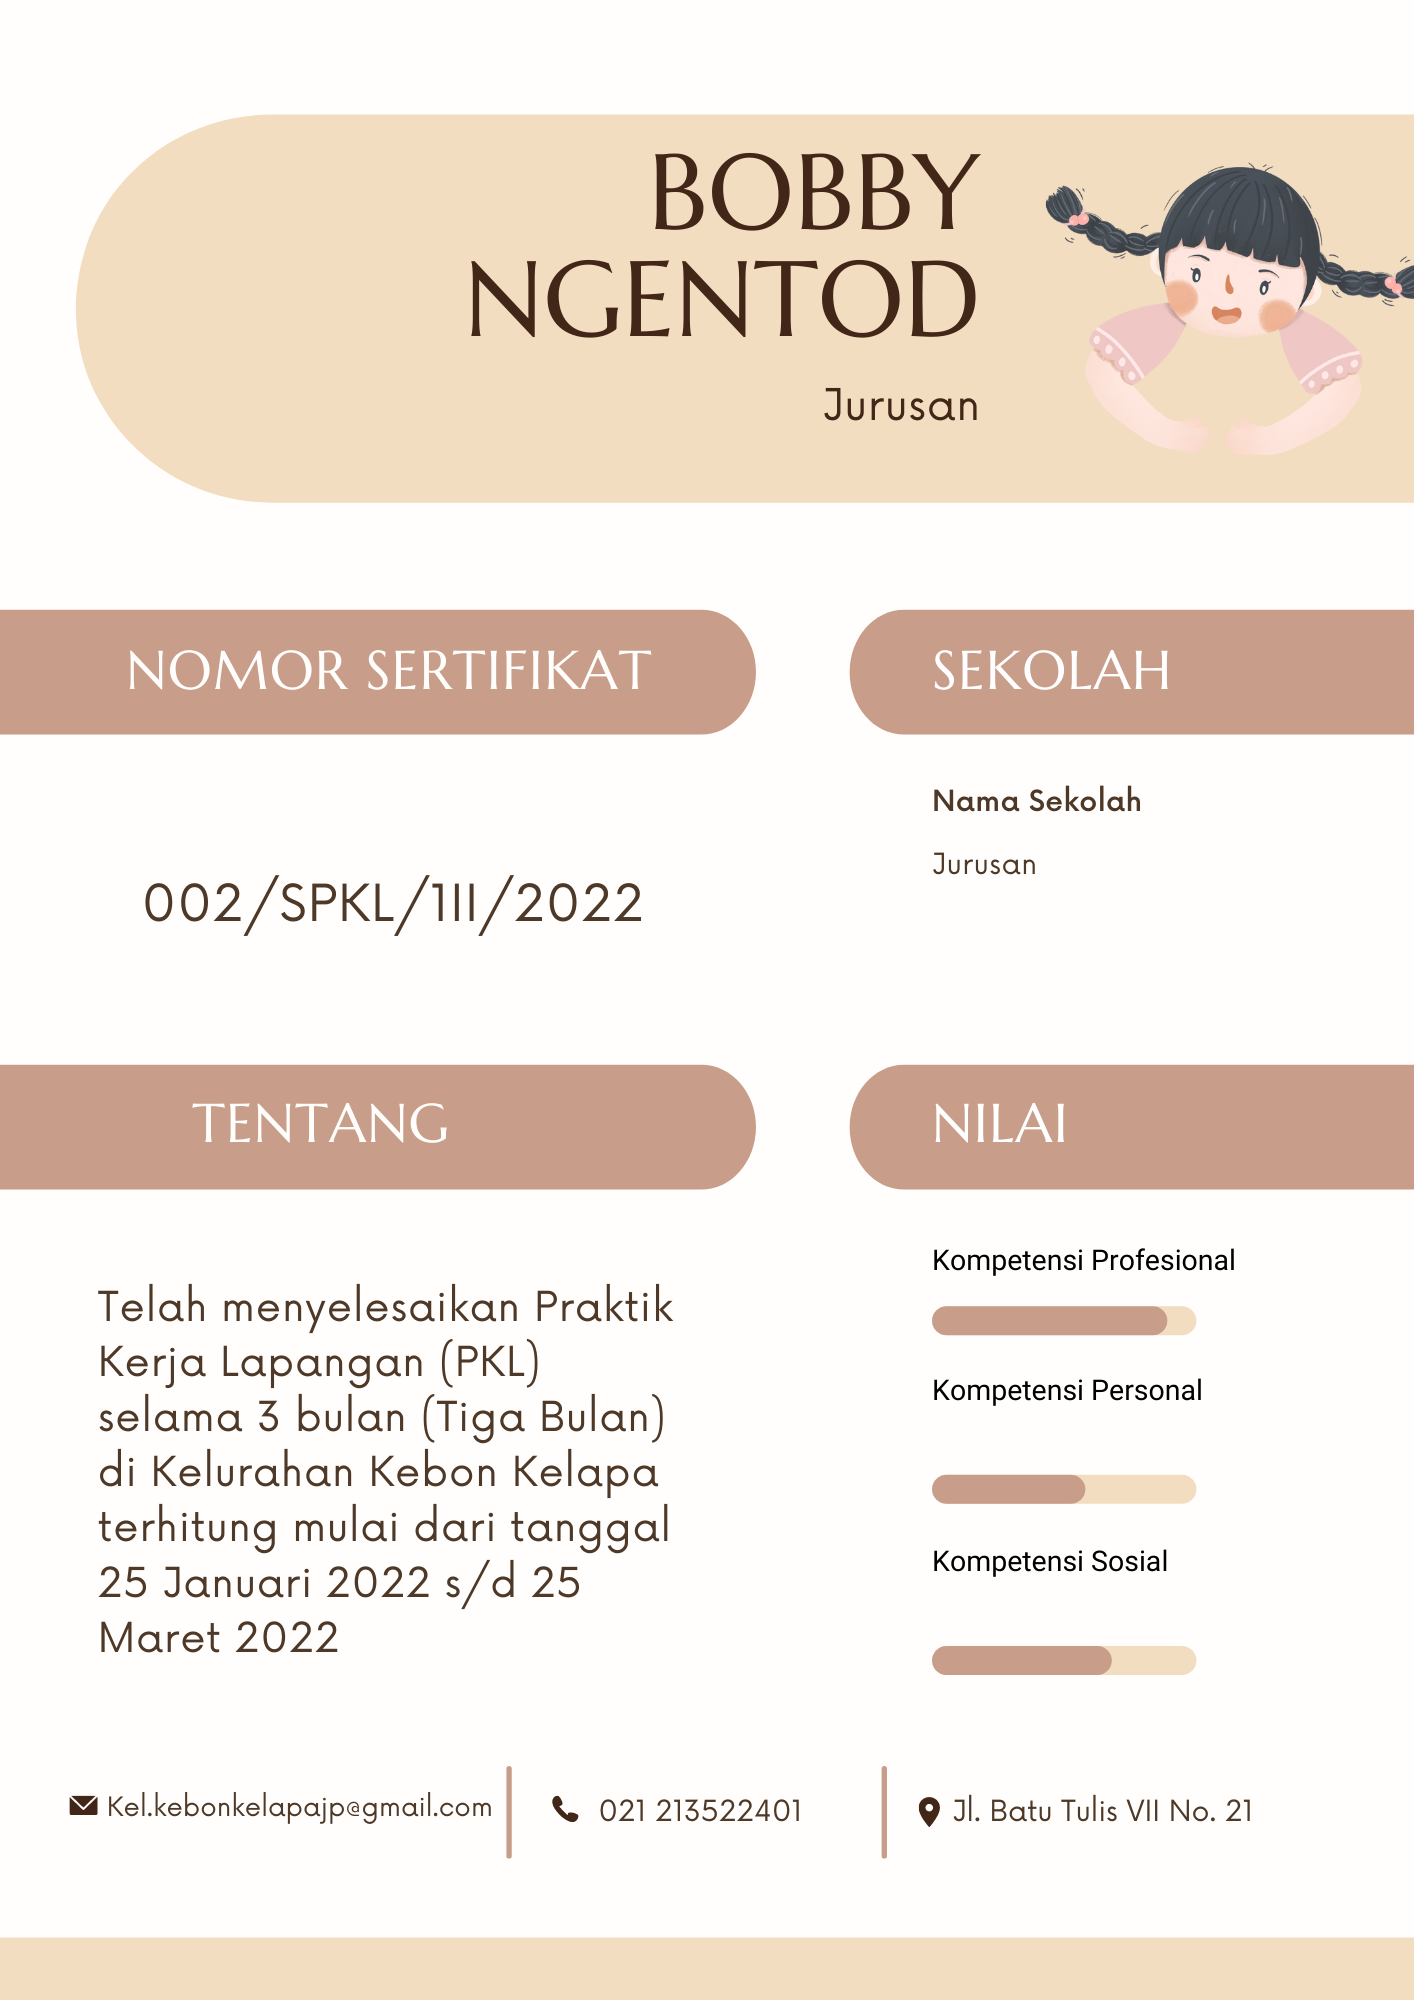 BOBBY
NGENTOD
Jurusan
NOMOR SERTIFIKAT
002/SPKL/1II/2022
SEKOLAH
Nama Sekolah
Jurusan
TENTANG
Telah menyelesaikan Praktik
Kerja Lapangan (PKL)
selama 3 bulan (Tiga Bulan)
di Kelurahan Kebon Kelapa
terhitung mulai dari tanggal
25 Januari 2022 s/d 25
Maret 2022
NILAI
Kompetensi Profesional
Kompetensi Personal
Kompetensi Sosial
Kel.kebonkelapajp@gmail.com
021 213522401
Jl. Batu Tulis VII No. 21